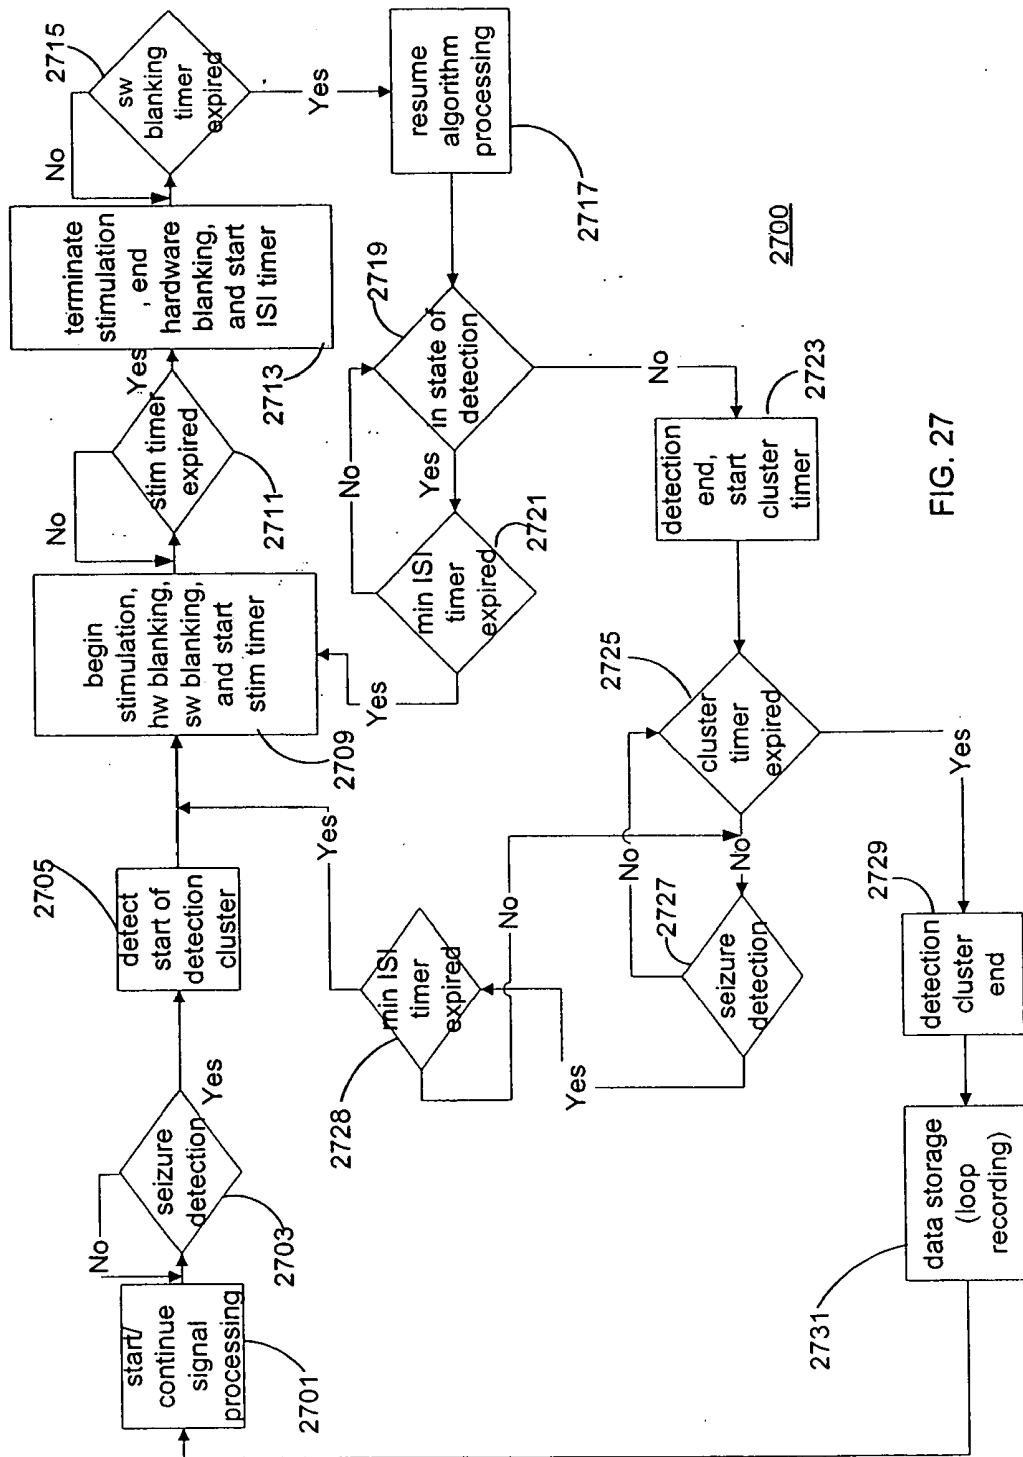 start/
continue
signal
processing
2701
No
seizure
detection
2703
Yes
2705
detect
start of
detection
cluster
begin
stimulation,
hw blanking,
sw blanking,
and start
stim timer
2709
No
stim timer
expired
2711
Yes
terminate
stimulation
, end
hardware
blanking,
and start
ISI timer
2713
No
sw
blanking
timer
expired
2715
Yes
resume
algorithm
processing
2717
2719
in state of
detection
Yes
No
min ISI
timer
expired
2721
No
Yes
detection
end,
start
cluster
timer
2723
2725
cluster
timer
expired
No
Yes
2727
seizure
detection
No
Yes
2728
min ISI
timer
expired
Yes
No
2729
detection
cluster
end
data storage
(loop
recording)
2731
2700
FIG. 27